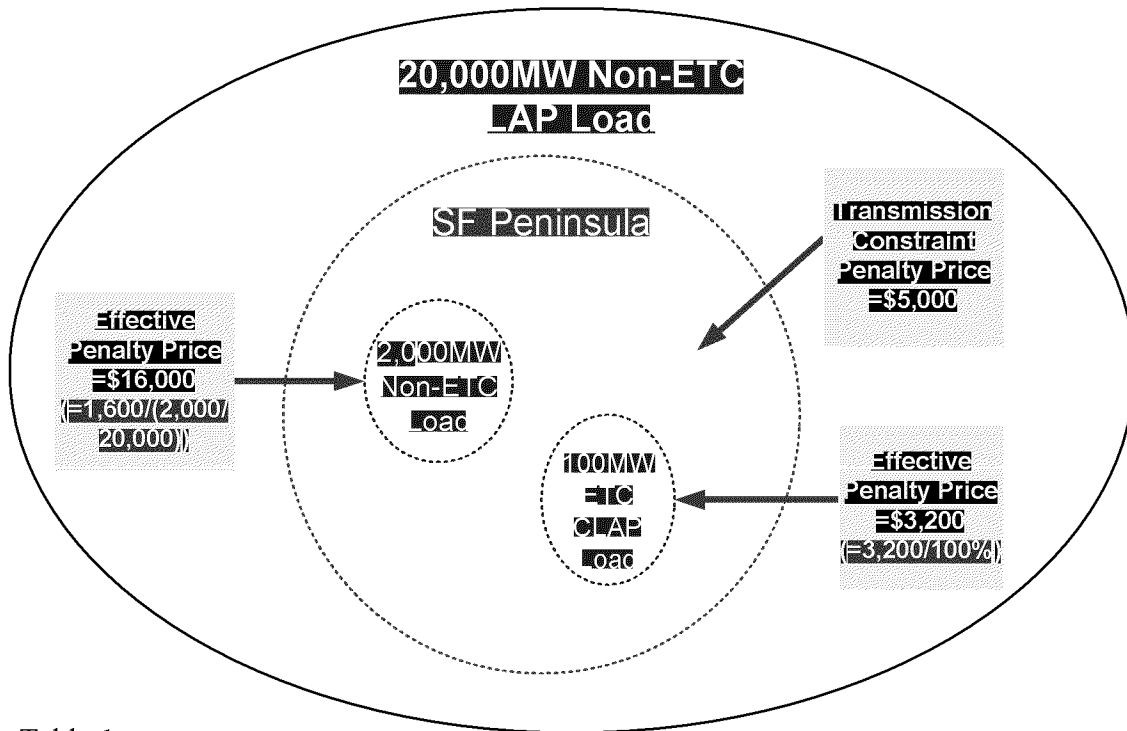 20,000MW Non-ETC
LAP Load
SF Peninsula
Transmission
Constraint
Penalty Price
=$5,000
Effective
Penalty Price
=$16,000
(=1,600/(2,000/
20,000))
2,000MW
Non-ETC
Load
100MW
ETC
CLAP
Load
Effective
Penalty Price
=$3,200
(=3,200/100%)